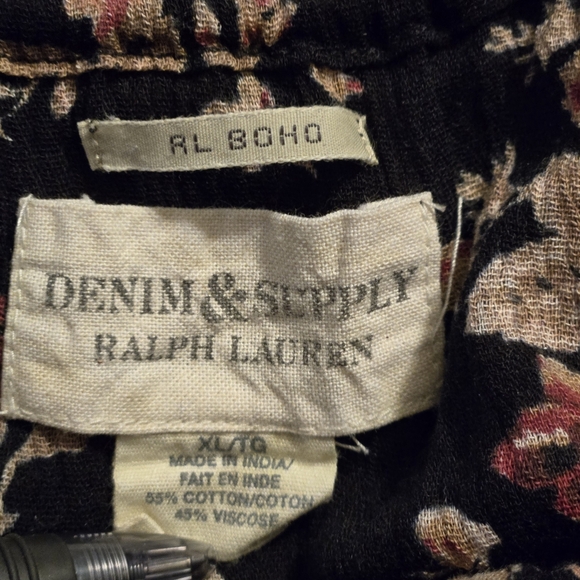 RL BOHO
DENIM & SUPPLY
RALPH LAUREN
XL/TG
MADE IN INDIA/
FAIT EN INDE
55% COTTON/COTON
45% VISCOSE